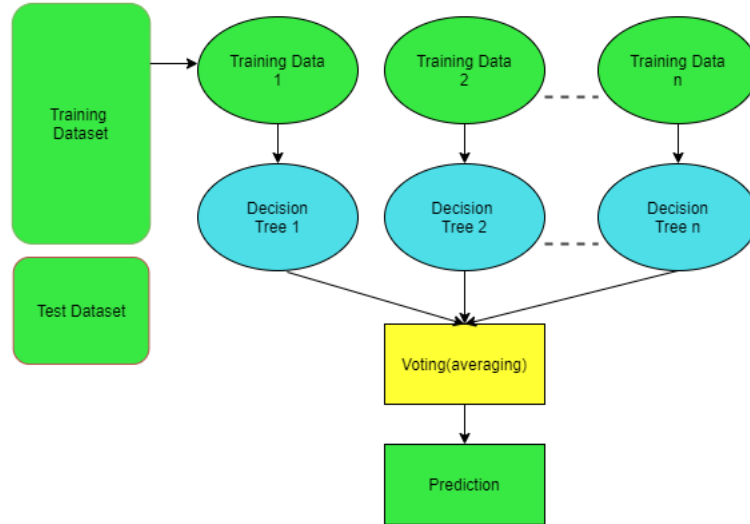 Training
Dataset
Training Data
1
Training Data
2
Training Data
n
Decision
Tree 1
Decision
Tree 2
Decision
Tree n
Test Dataset
Voting(averaging)
Prediction